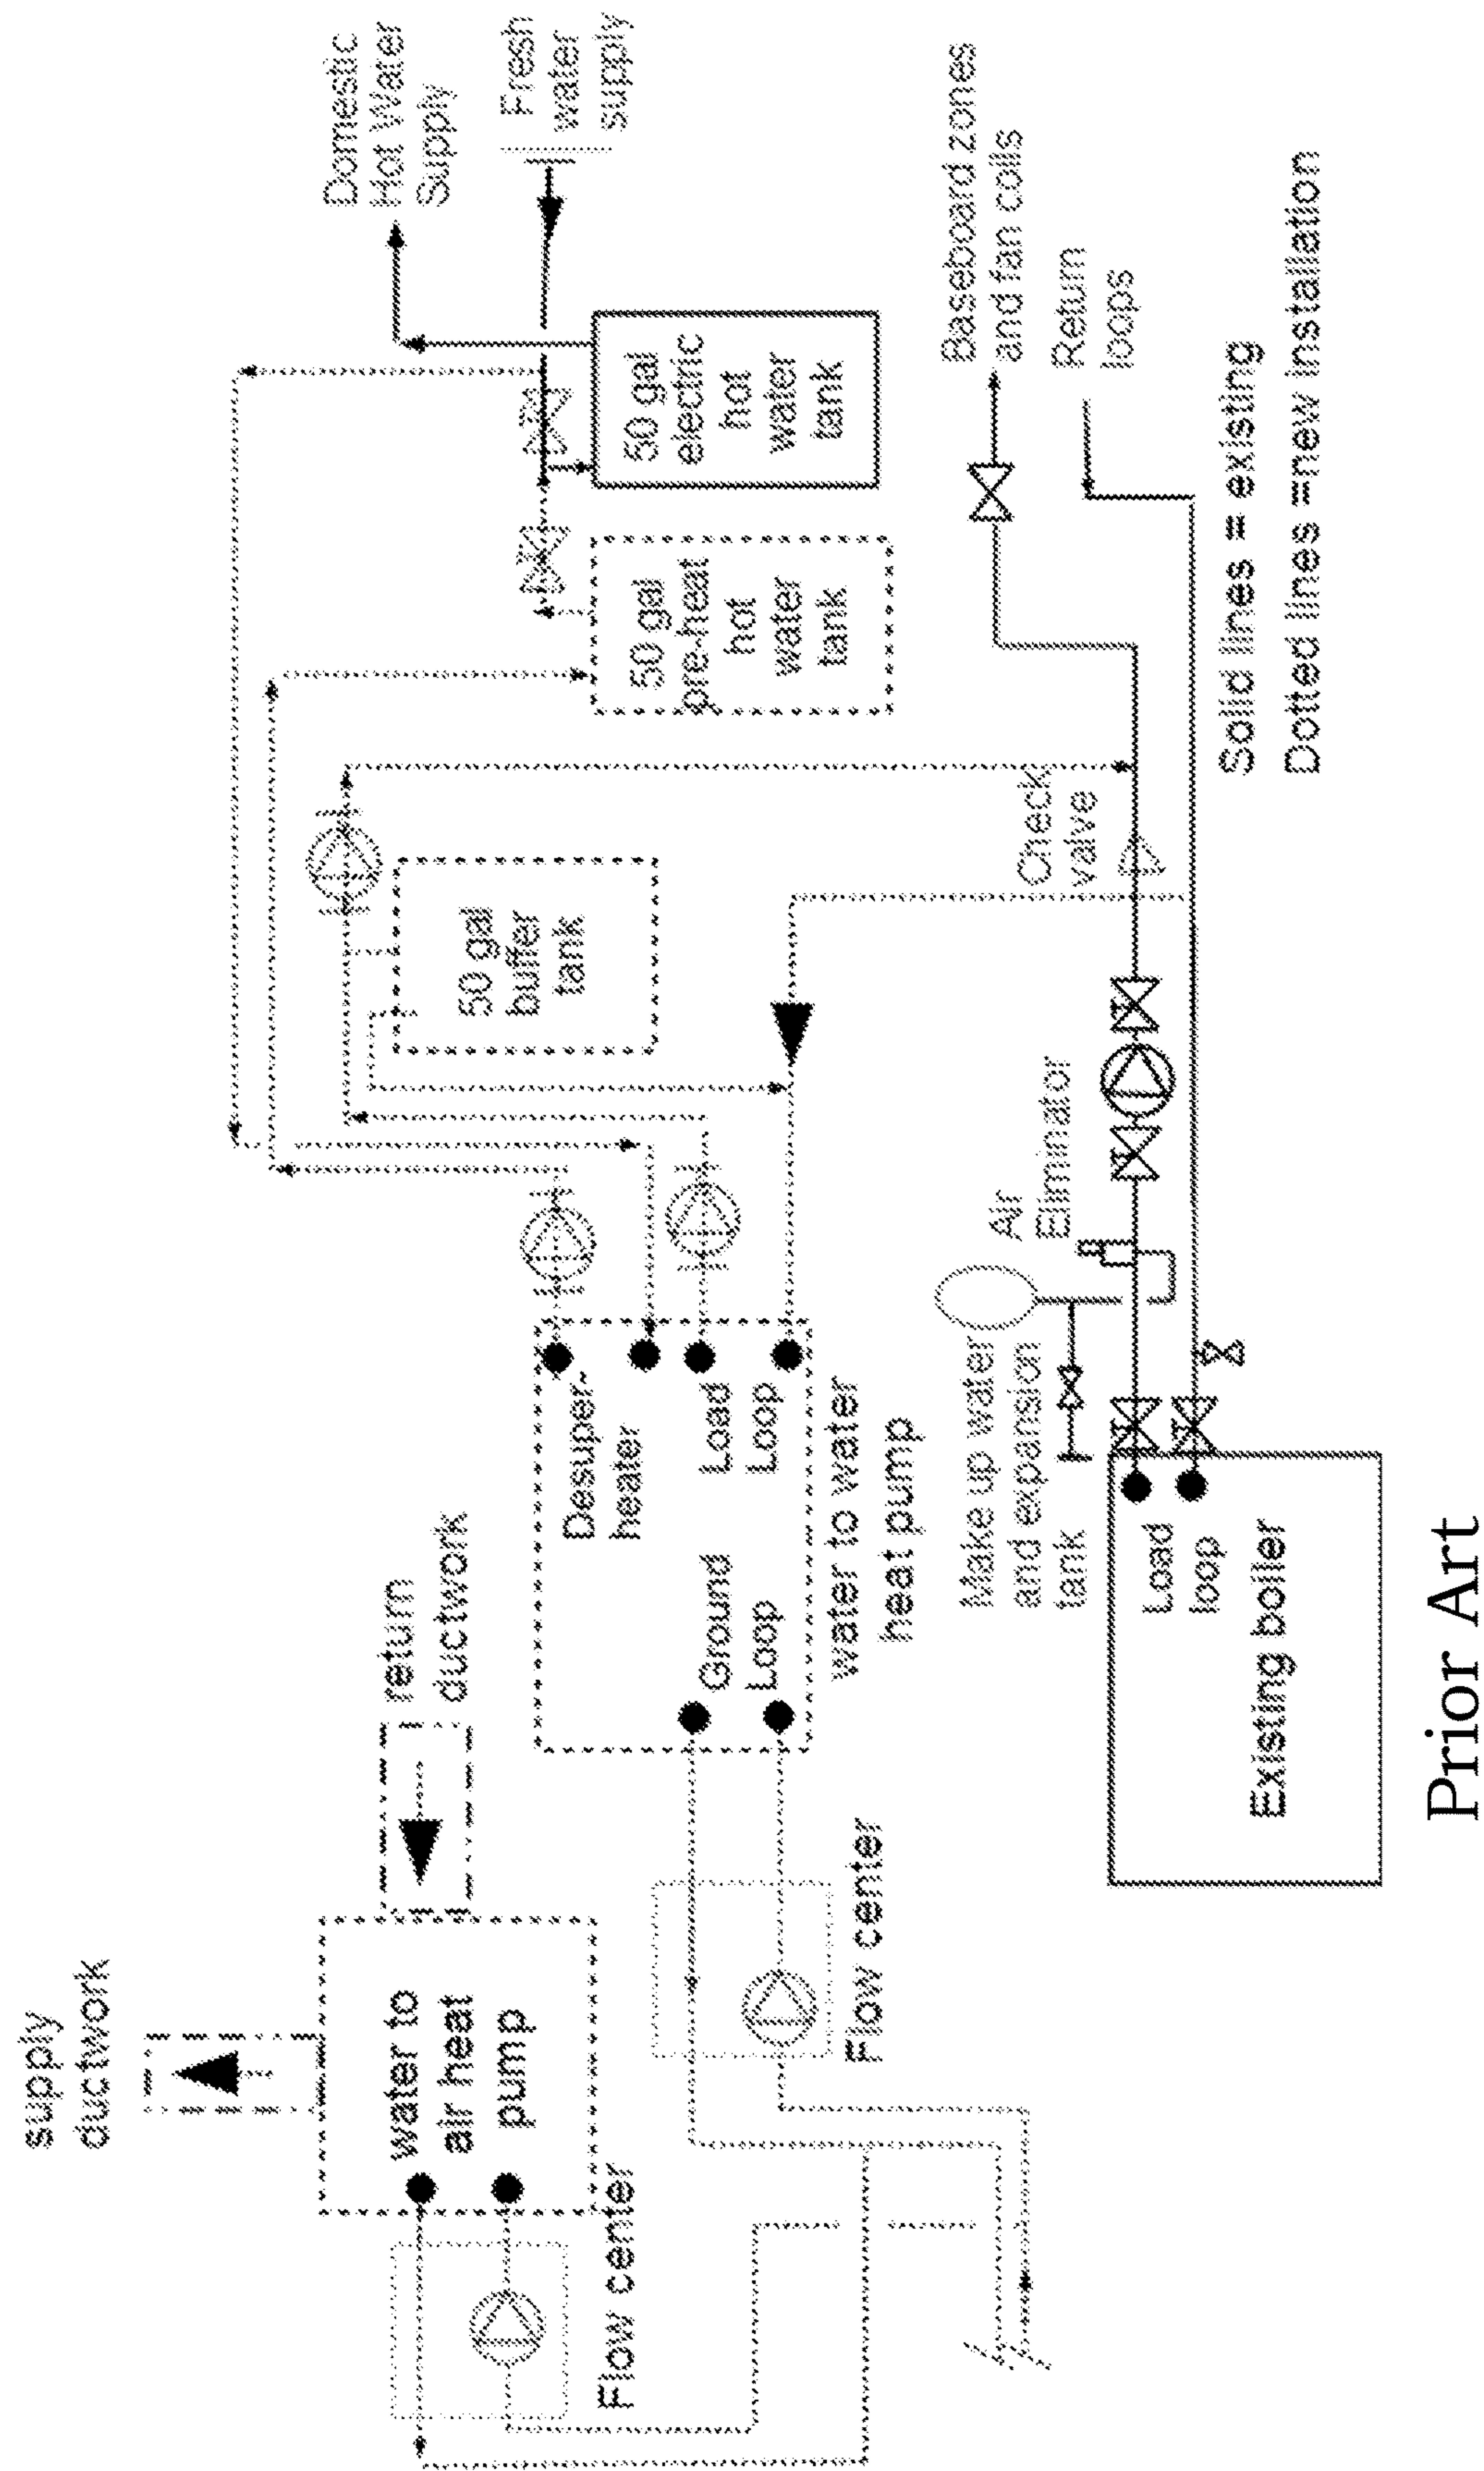 supply
ductwork
return
ductwork
water to
air heat
pump
Flow center
Flow center
Desuper-
heater
Ground
Loop
Load
Loop
water to water
heat pump
50 gal
buffer
tank
50 gal
pre-heat
hot
water
tank
50 gal
electric
hot
water
tank
Domestic
Hot Water
Supply
Fresh
water
supply
Baseboard zones
and fan coils
Return
loops
Check
valve
Air
Eliminator
Make up water
and expansion
tank
Load
loop
Existing boiler
Solid lines = existing
Dotted lines =new installation
Prior Art